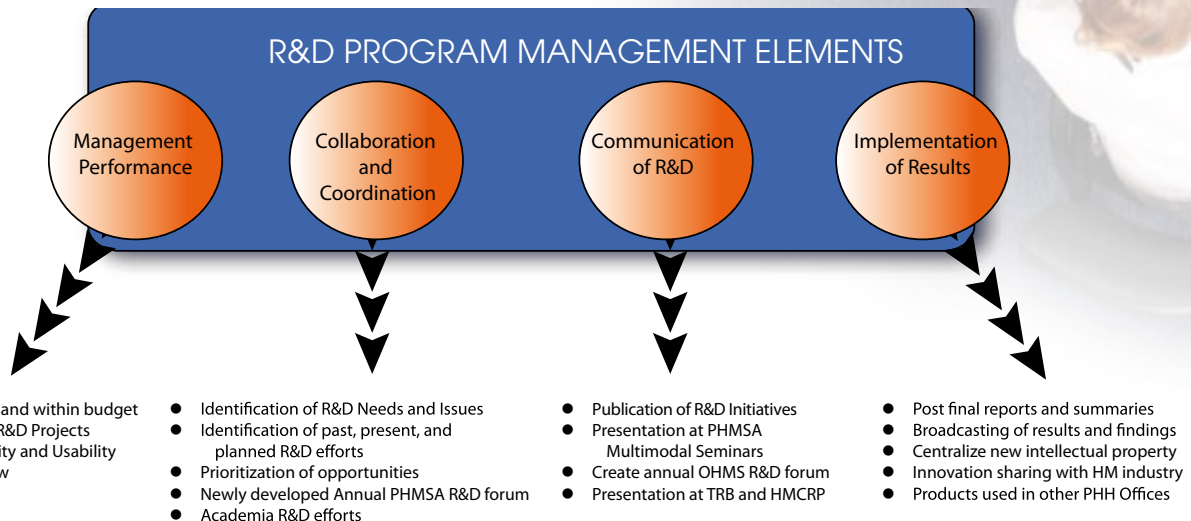 R&D PROGRAM MANAGEMENT ELEMENTS
Management
Performance
Collaboration
and
Coordination
Communication
of R&D
Implementation
of Results
and within budget
R&D Projects
ity and Usability
w
● Identification of R&D Needs and Issues
● Identification of past, present, and
planned R&D efforts
● Prioritization of opportunities
● Newly developed Annual PHMSA R&D forum
● Academia R&D efforts
● Publication of R&D Initiatives
● Presentation at PHMSA
Multimodal Seminars
● Create annual OHMS R&D forum
● Presentation at TRB and HMCRP
● Post final reports and summaries
● Broadcasting of results and findings
● Centralize new intellectual property
● Innovation sharing with HM industry
● Products used in other PHH Offices